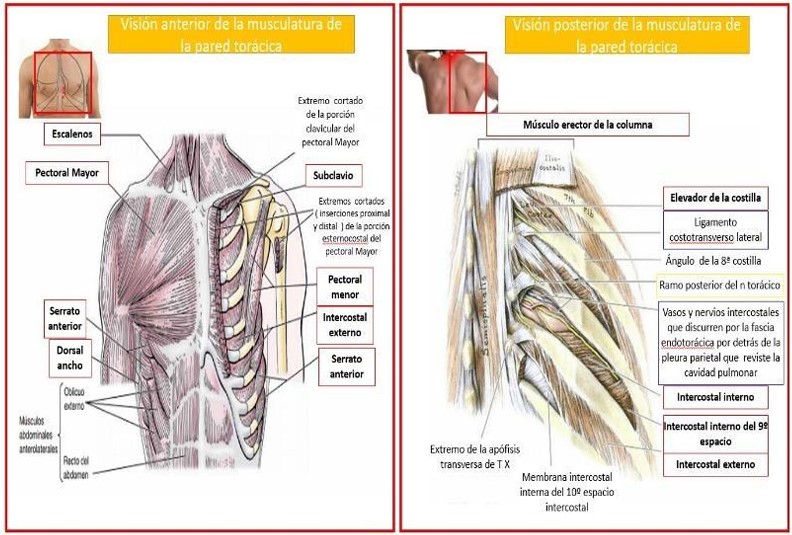 Visión anterior de la musculatura de
la pared torácica
Escalenos
Pectoral Mayor
Extremo cortado
de la porción
clavicular del
pectoral Mayor
Subclavio
Extremos cortados
( inserciones proximal
y distal ) de la porción
esternocostal del
pectoral Mayor
Pectoral
menor
Intercostal
externo
Serrato
anterior
Serrato
anterior
Dorsal
ancho
Músculos
abdominales
anterolaterales
Oblicuo
externo
Recto del
abdomen
Visión posterior de la musculatura de
la pared torácica
Músculo erector de la columna
Ilio-
costalis
7th rib
Semispinalis
Elevador de la costilla
Ligamento
costotransverso lateral
Ángulo de la 8ª costilla
Ramo posterior del n torácico
Vasos y nervios intercostales
que discurren por la fascia
endotorácica por detrás de la
pleura parietal que reviste la
cavidad pulmonar
Intercostal interno
Intercostal interno del 9º
espacio
Intercostal externo
Extremo de la apófisis
transversa de T X
Membrana intercostal
interna del 10º espacio
intercostal